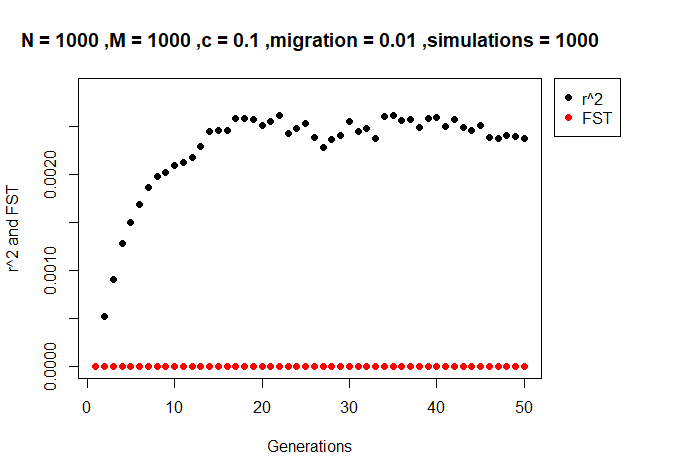 N = 1000 ,M = 1000 ,c = 0.1 ,migration = 0.01 ,simulations = 1000
r^2
FST
r^2 and FST
0.0020
0.0010
0.0000
0 10 20 30 40 50
Generations